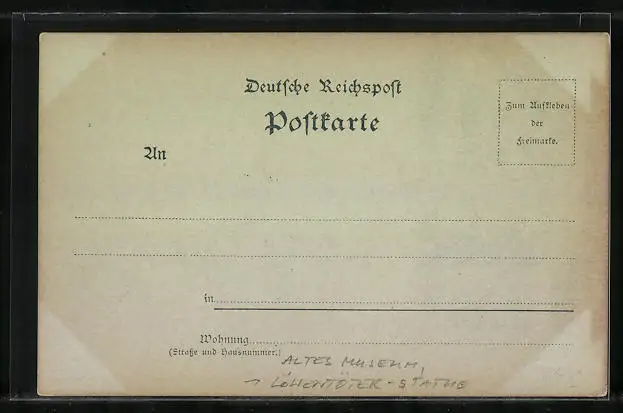 Deutsche Reichspost
Postkarte
Zum Aufkleben
der
Freimarke.
An
in
Wohnung
(Straße und Hausnummer.)
ALTES MUSEUM,
LÖWENTÖTER - STATUE